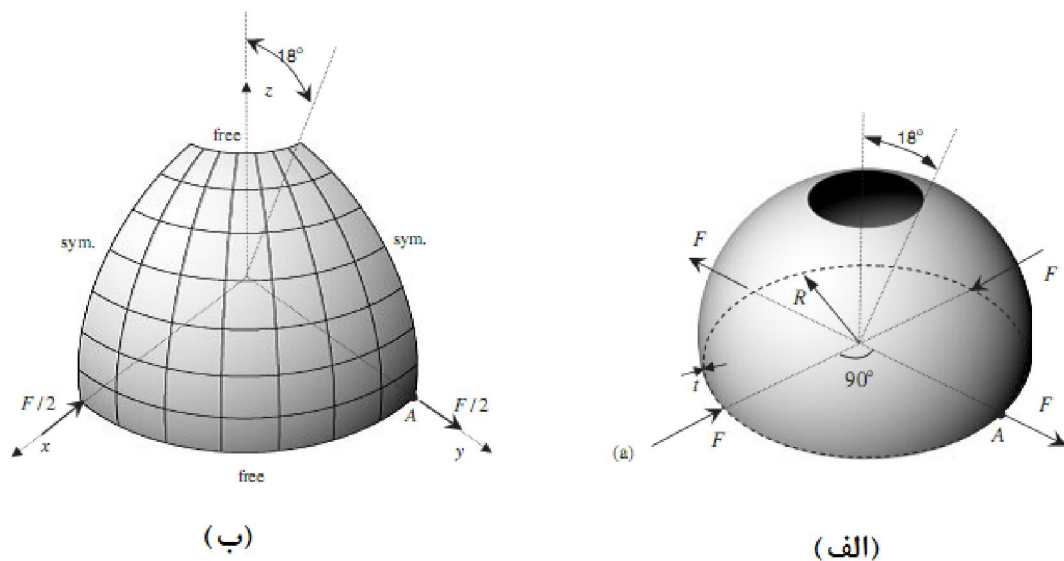 18°
z
free
sym.
sym.
F / 2
x
F / 2
A
y
free
(ب)
18°
F
F
R
t
90°
(a)
F
A
F
(الف)